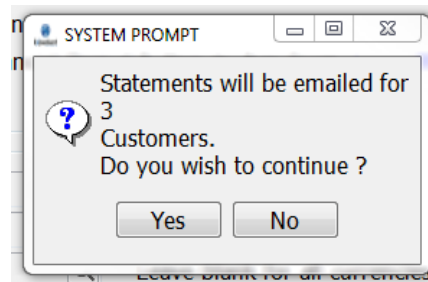 SYSTEM PROMPT
Statements will be emailed for
3
Customers.
Do you wish to continue ?
Yes No
Leave blank for all currencies